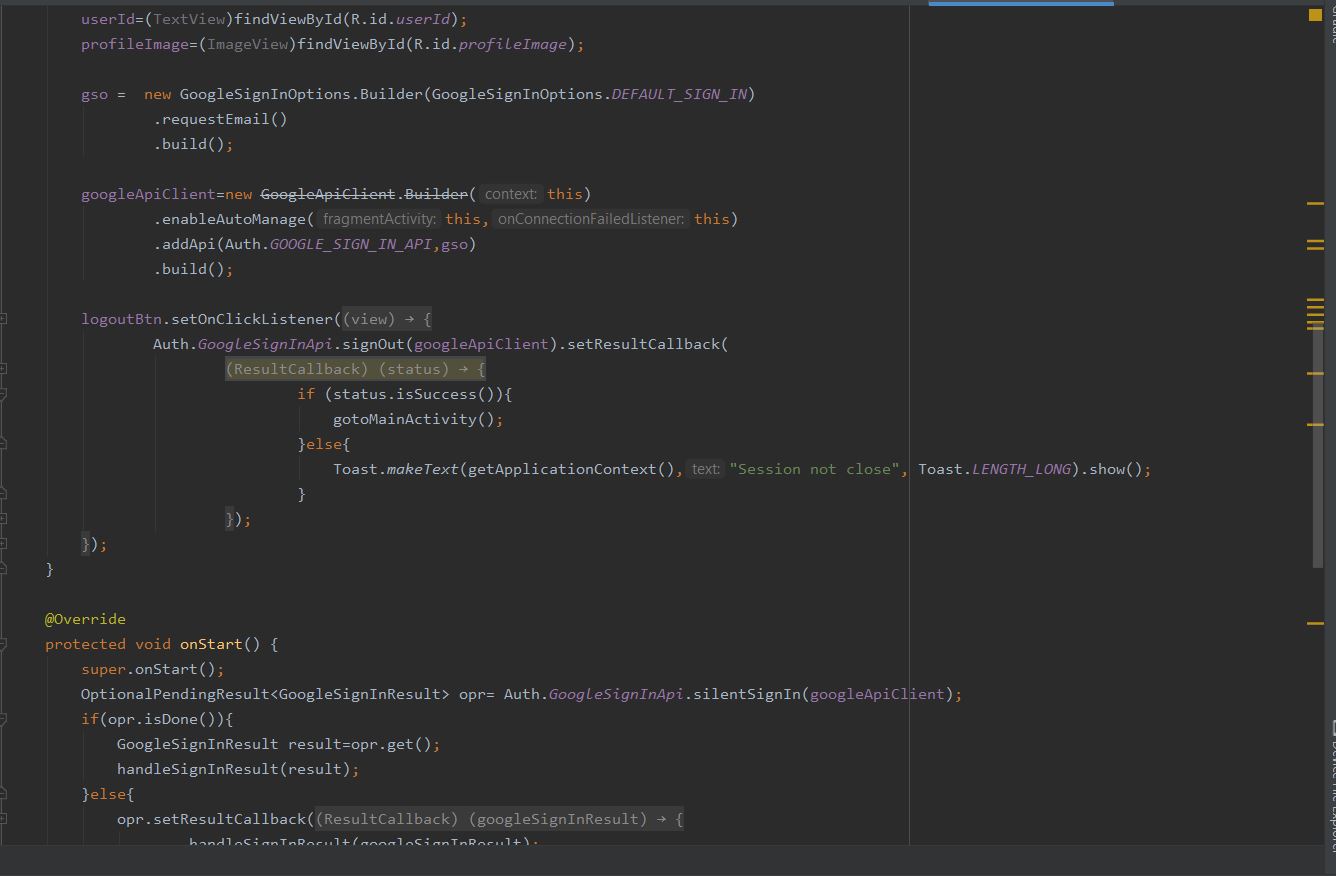 userId=(TextView)findViewById(R.id.userId);
profileImage=(ImageView)findViewById(R.id.profileImage);
gso =  new GoogleSignInOptions.Builder(GoogleSignInOptions.DEFAULT_SIGN_IN)
.requestEmail()
.build();
googleApiClient=new GoogleApiClient.Builder( context: this)
.enableAutoManage( fragmentActivity: this, onConnectionFailedListener: this)
.addApi(Auth.GOOGLE_SIGN_IN_API,gso)
.build();
logoutBtn.setOnClickListener((view) → {
Auth.GoogleSignInApi.signOut(googleApiClient).setResultCallback(
(ResultCallback) (status) → {
if (status.isSuccess()){
gotoMainActivity();
}else{
Toast.makeText(getApplicationContext(), text: "Session not close", Toast.LENGTH_LONG).show();
}
});
});
}
@Override
protected void onStart() {
super.onStart();
OptionalPendingResult<GoogleSignInResult> opr= Auth.GoogleSignInApi.silentSignIn(googleApiClient);
if(opr.isDone()){
GoogleSignInResult result=opr.get();
handleSignInResult(result);
}else{
opr.setResultCallback((ResultCallback) (googleSignInResult) → {
handleSignInResult(googleSignInResult);